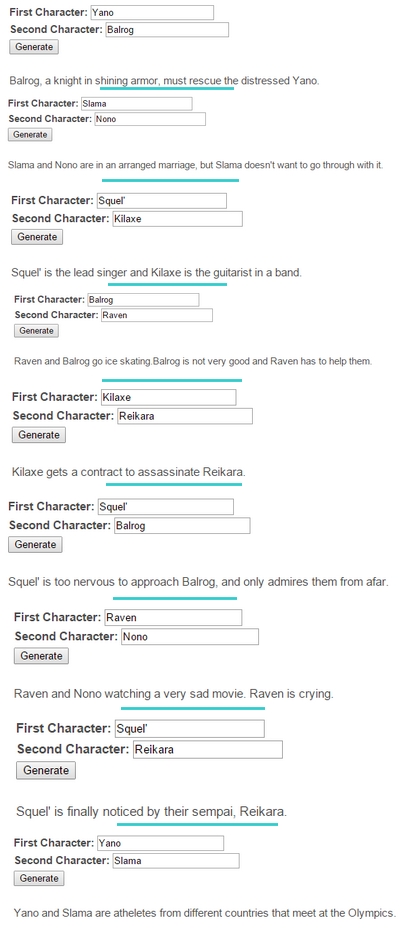 First Character: Yano
Second Character: Balrog
Generate
Balrog, a knight in shining armor, must rescue the distressed Yano.
First Character: Slama
Second Character: Nono
Generate
Slama and Nono are in an arranged marriage, but Slama doesn't want to go through with it.
First Character: Squel'
Second Character: Kilaxe
Generate
Squel' is the lead singer and Kilaxe is the guitarist in a band.
First Character: Balrog
Second Character: Raven
Generate
Raven and Balrog go ice skating.Balrog is not very good and Raven has to help them.
First Character: Kilaxe
Second Character: Reikara
Generate
Kilaxe gets a contract to assassinate Reikara.
First Character: Squel'
Second Character: Balrog
Generate
Squel' is too nervous to approach Balrog, and only admires them from afar.
First Character: Raven
Second Character: Nono
Generate
Raven and Nono watching a very sad movie. Raven is crying.
First Character: Squel'
Second Character: Reikara
Generate
Squel' is finally noticed by their sempai, Reikara.
First Character: Yano
Second Character: Slama
Generate
Yano and Slama are atheletes from different countries that meet at the Olympics.